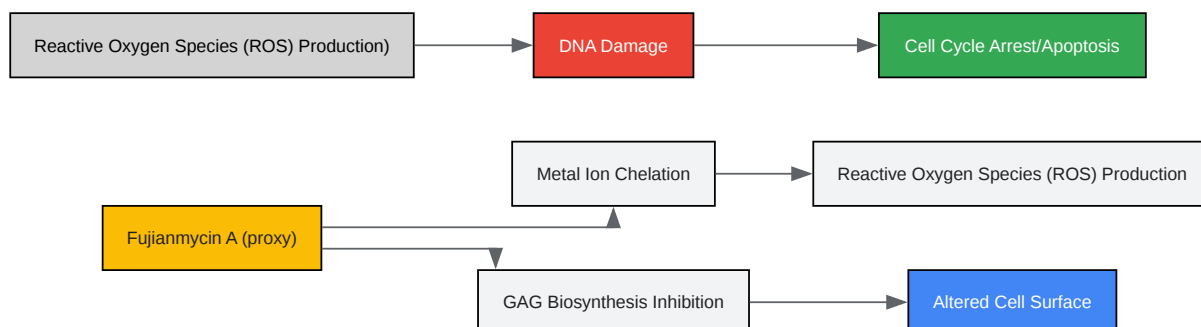 Reactive Oxygen Species (ROS) Production)
DNA Damage
Cell Cycle Arrest/Apoptosis
Metal Ion Chelation
Reactive Oxygen Species (ROS) Production
Fujianmycin A (proxy)
GAG Biosynthesis Inhibition
Altered Cell Surface